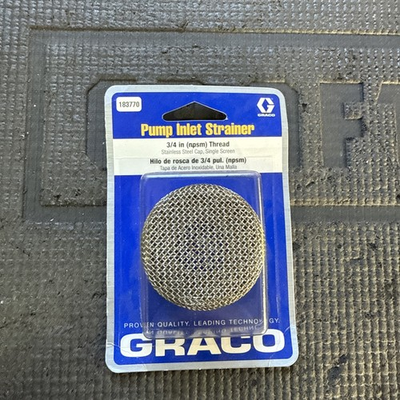 183770
GRACO
Pump Inlet Strainer
3/4 in (npsm) Thread
Stainless Steel Cap, Single Screen
Hilo de rosca de 3/4 pul. (npsm)
Tapa de Acero Inoxidable, Una Malla
PROVEN QUALITY. LEADING TECHNOLOGY.
GRACO